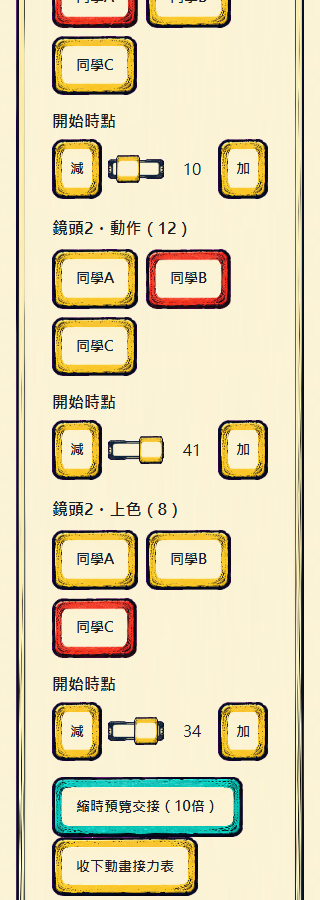 同學C
開始時點
減 10 加
鏡頭2・動作（12）
同學A 同學B
同學C
開始時點
減 41 加
鏡頭2・上色（8）
同學A 同學B
同學C
開始時點
減 34 加
縮時預覽交接（10倍）
收下動畫接力表